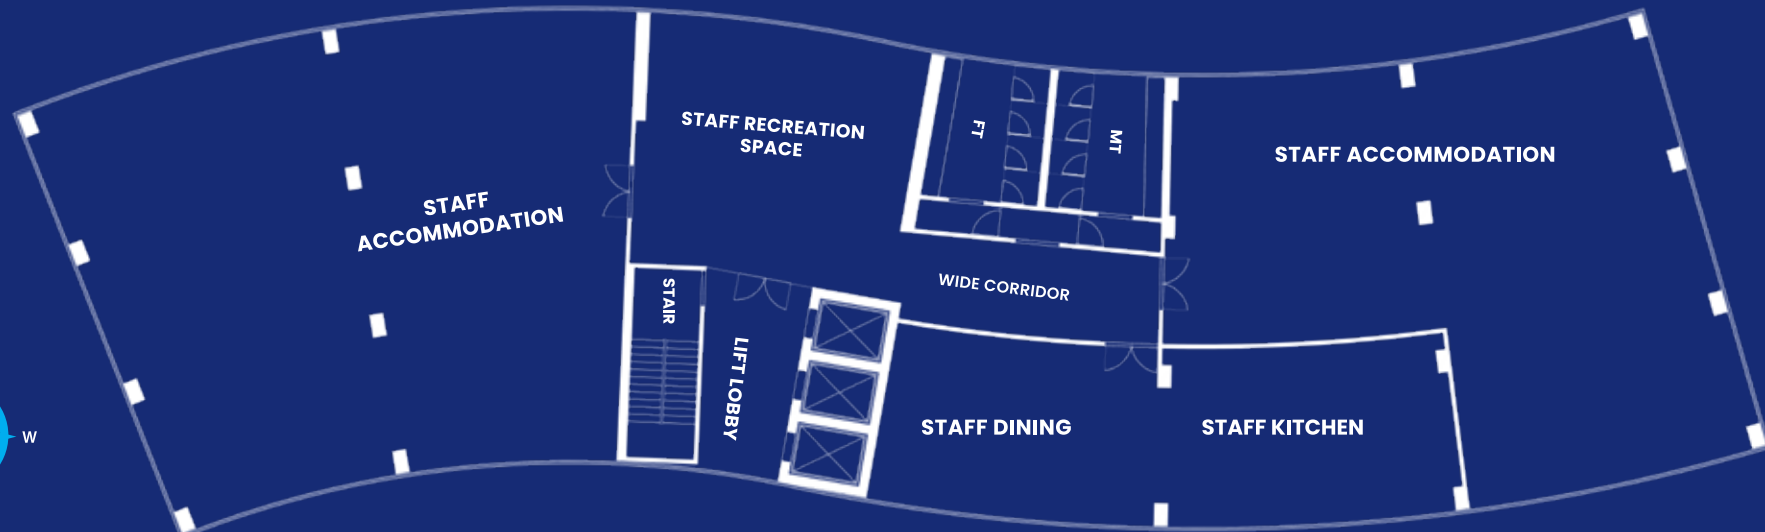 STAFF
ACCOMMODATION
STAFF RECREATION
SPACE
FT
MT
STAFF ACCOMMODATION
STAIR
WIDE CORRIDOR
LIFT LOBBY
STAFF DINING
STAFF KITCHEN
W